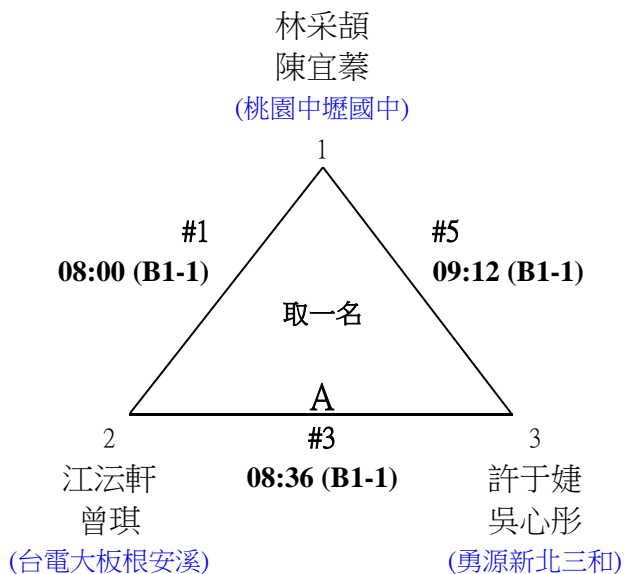 林采頡
陳宜蓁
(桃園中壢國中)
1
#1
08:00 (B1-1)
#5
09:12 (B1-1)
取一名
A
2
#3
3
江沄軒
08:36 (B1-1)
許于婕
曾琪
吳心彤
(台電大板根安溪)
(勇源新北三和)